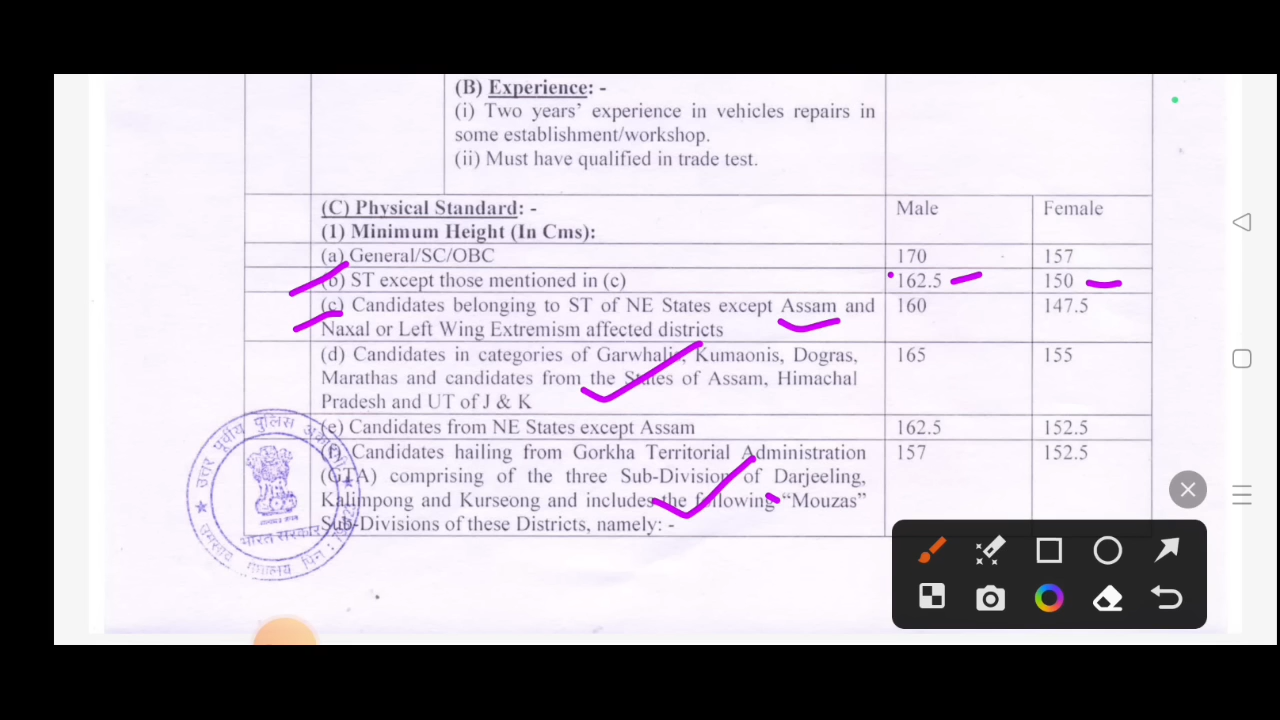 (B) Experience: -
(i) Two years' experience in vehicles repairs in
some establishment/workshop.
(ii) Must have qualified in trade test.
(C) Physical Standard: - Male Female
(1) Minimum Height (In Cms):
(a) General/SC/OBC 170 157
(b) ST except those mentioned in (c) 162.5 150
(c) Candidates belonging to ST of NE States except Assam and 160 147.5
Naxal or Left Wing Extremism affected districts
(d) Candidates in categories of Garwhalis, Kumaonis, Dogras, 165 155
Marathas and candidates from the States of Assam, Himachal
Pradesh and UT of J & K
(e) Candidates from NE States except Assam 162.5 152.5
(f) Candidates hailing from Gorkha Territorial Administration 157 152.5
(GTA) comprising of the three Sub-Division of Darjeeling,
Kalimpong and Kurseong and includes the following "Mouzas"
Sub-Divisions of these Districts, namely: -
उत्तर पूर्वीय पुलिस
भारत सरकार